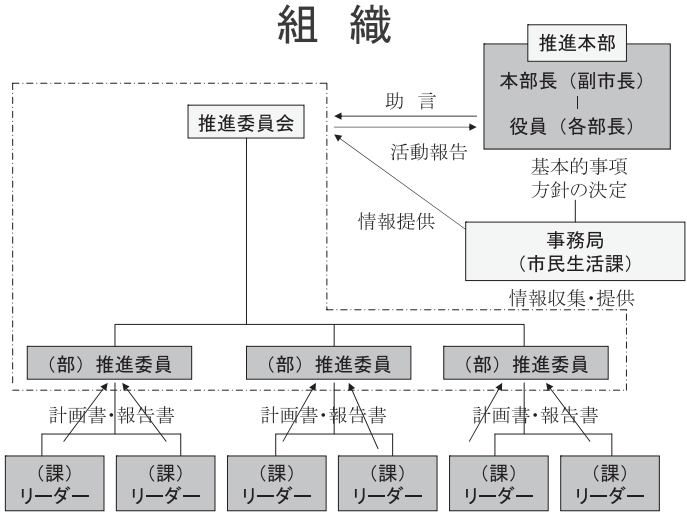 組織
推進本部
本部長（副市長）
役員（各部長）
助言
推進委員会
活動報告
基本的事項
方針の決定
情報提供
事務局
（市民生活課）
情報収集・提供
（部）推進委員
（部）推進委員
（部）推進委員
計画書・報告書
計画書・報告書
計画書・報告書
（課）
リーダー
（課）
リーダー
（課）
リーダー
（課）
リーダー
（課）
リーダー
（課）
リーダー